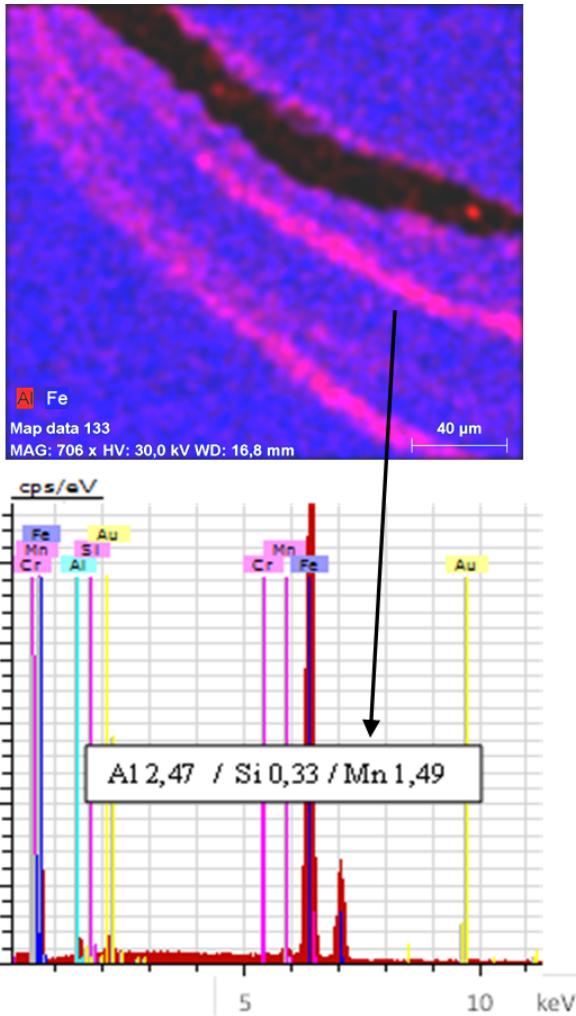 Al Fe
Map data 133
MAG: 706 x HV: 30,0 kV WD: 16,8 mm
40 µm
cps/eV
Fe Au
Mn Si Mn
Cr Al Cr Fe Au
Al 2,47 / Si 0,33 / Mn 1,49
5 10 keV